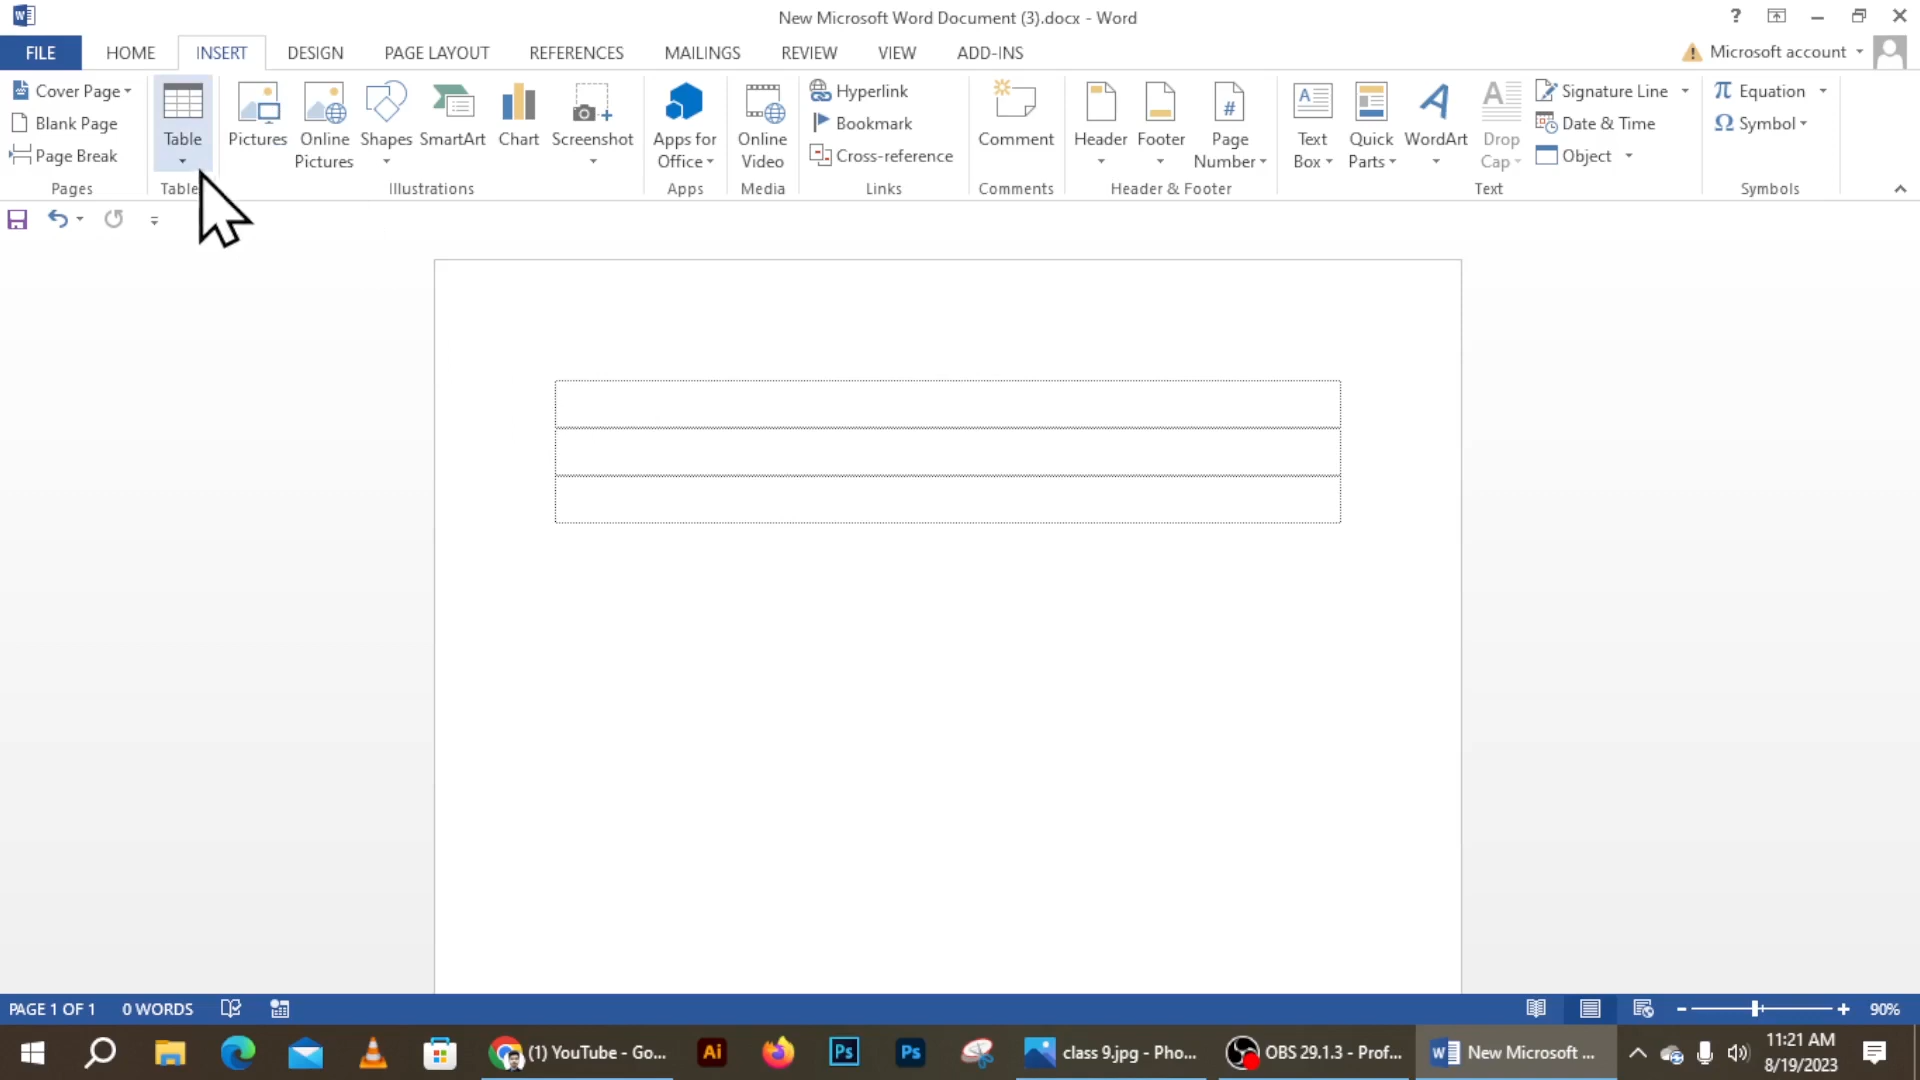 New Microsoft Word Document (3).docx - Word
?
FILE
HOME
INSERT
DESIGN
PAGE LAYOUT
REFERENCES
MAILINGS
REVIEW
VIEW
ADD-INS
Microsoft account
Cover Page
Blank Page
Page Break
Pages
Table
Table
Pictures
Online
Pictures
Shapes
SmartArt
Chart
Screenshot
Illustrations
Apps for
Office
Apps
Online
Video
Media
Hyperlink
Bookmark
Cross-reference
Links
Comment
Comments
Header
Footer
Page
Number
Header & Footer
Text
Box
Quick
Parts
WordArt
Drop
Cap
Signature Line
Date & Time
Object
Text
π Equation
Ω Symbol
Symbols
PAGE 1 OF 1
0 WORDS
90%
(1) YouTube - Go...
Ai
Ps
Ps
class 9.jpg - Pho...
OBS 29.1.3 - Prof...
New Microsoft ...
11:21 AM
8/19/2023